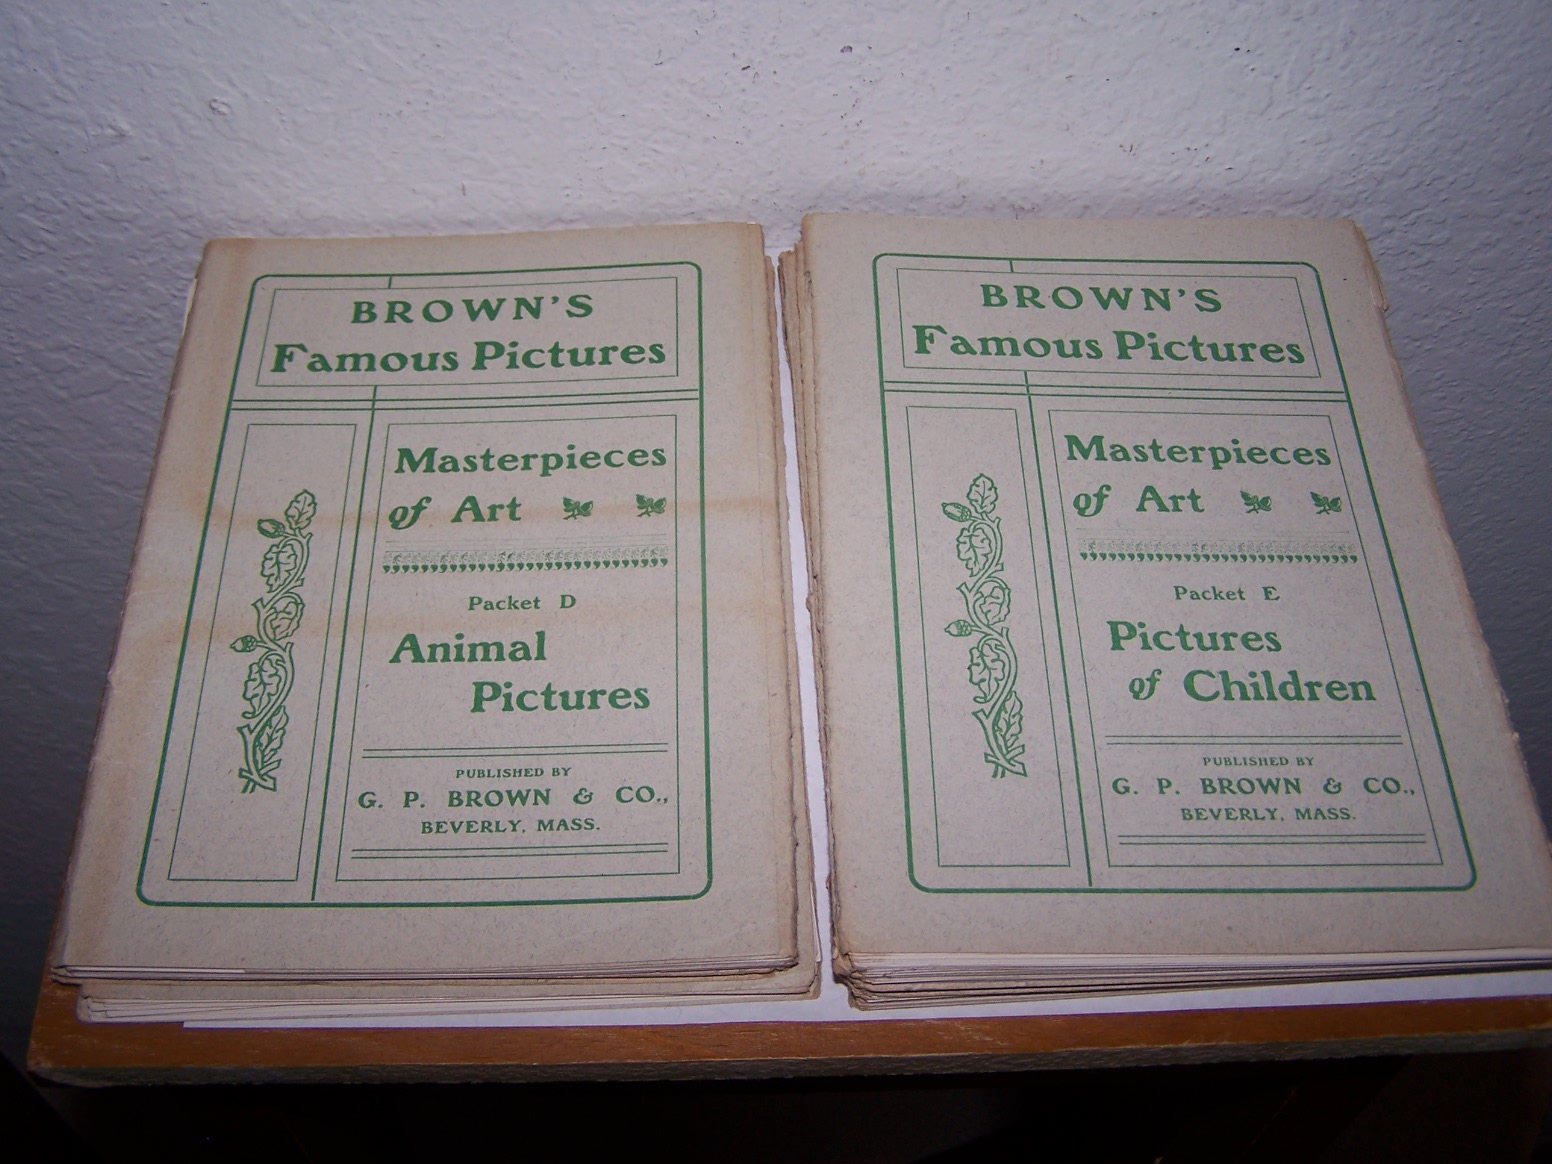 BROWN'S
Famous Pictures
Masterpieces
of Art
Packet D
Animal
Pictures
PUBLISHED BY
G. P. BROWN & CO.,
BEVERLY, MASS.
BROWN'S
Famous Pictures
Masterpieces
of Art
Packet E
Pictures
of Children
PUBLISHED BY
G. P. BROWN & CO.,
BEVERLY, MASS.